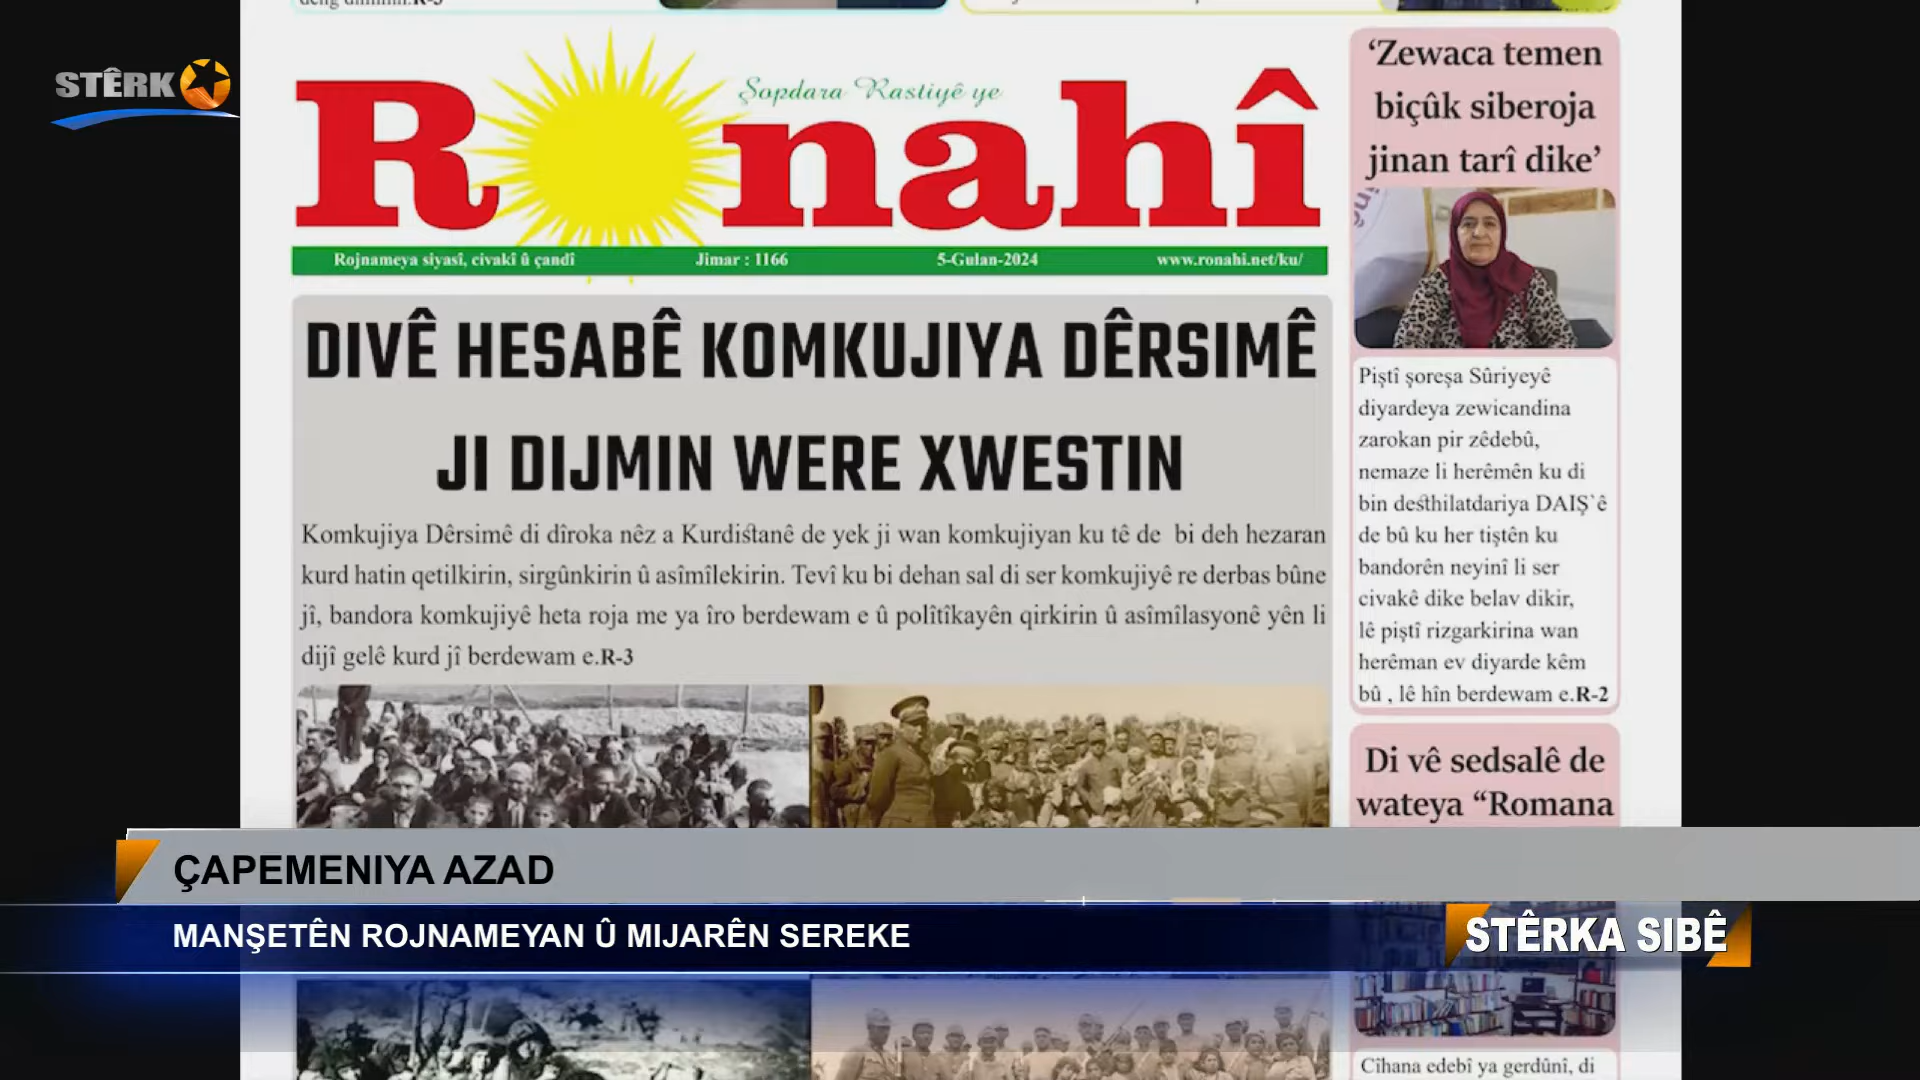 STÊRK
Ronahî
Şopdara Rastiyê ye
Rojnameya siyasî, civakî û çandî
Jimar : 1166
5-Gulan-2024
www.ronahi.net/ku/
DIVÊ HESABÊ KOMKUJIYA DÊRSIMÊ
JI DIJMIN WERE XWESTIN
Komkujiya Dêrsimê di dîroka nêz a Kurdistanê de yek ji wan komkujiyan ku tê de bi deh hezaran
kurd hatin qetilkirin, sirgûnkirin û asîmîlekirin. Tevî ku bi dehan sal di ser komkujiyê re derbas bûne
jî, bandora komkujiyê heta roja me ya îro berdewam e û polîtîkayên qirkirin û asîmîlasyonê yên li
dijî gelê kurd jî berdewam e.R-3
‘Zewaca temen
biçûk siberoja
jinan tarî dike’
Piştî şoreşa Sûriyeyê
diyardeya zewicandina
zarokan pir zêdebû,
nemaze li herêmên ku di
bin desthilatdariya DAIŞ`ê
de bû ku her tiştên ku
bandorên neyinî li ser
civakê dike belav dikir,
lê piştî rizgarkirina wan
herêman ev diyarde kêm
bû , lê hîn berdewam e.R-2
Di vê sedsalê de
wateya “Romana
Cîhana edebî ya gerdûnî, di
ÇAPEMENIYA AZAD
MANŞETÊN ROJNAMEYAN Û MIJARÊN SEREKE
STÊRKA SIBÊ